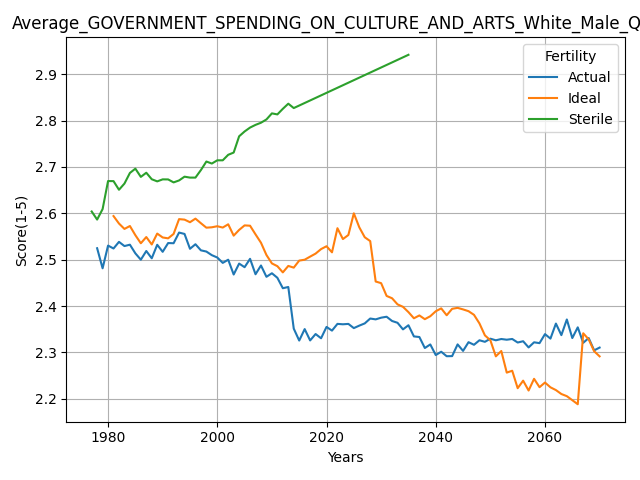 Average_GOVERNMENT_SPENDING_ON_CULTURE_AND_ARTS_White_Male_Q
Fertility
Actual
Ideal
Sterile
Score(1-5)
2.9
2.8
2.7
2.6
2.5
2.4
2.3
2.2
1980 2000 2020 2040 2060
Years